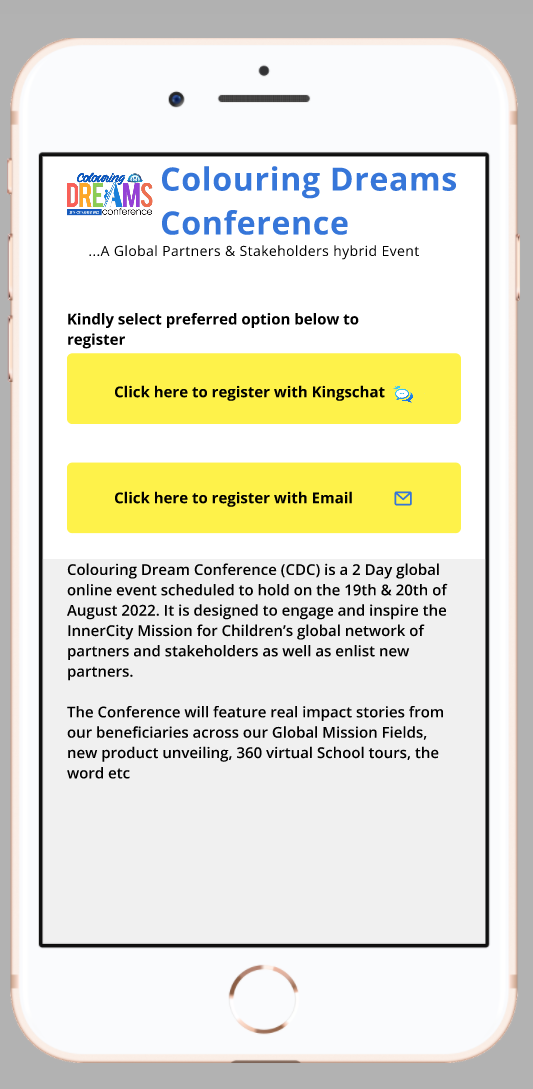 Colouring
DREAMS
conference
Colouring Dreams
Conference
...A Global Partners & Stakeholders hybrid Event
Kindly select preferred option below to
register
Click here to register with Kingschat
Click here to register with Email
Colouring Dream Conference (CDC) is a 2 Day global
online event scheduled to hold on the 19th & 20th of
August 2022. It is designed to engage and inspire the
InnerCity Mission for Children’s global network of
partners and stakeholders as well as enlist new
partners.
The Conference will feature real impact stories from
our beneficiaries across our Global Mission Fields,
new product unveiling, 360 virtual School tours, the
word etc